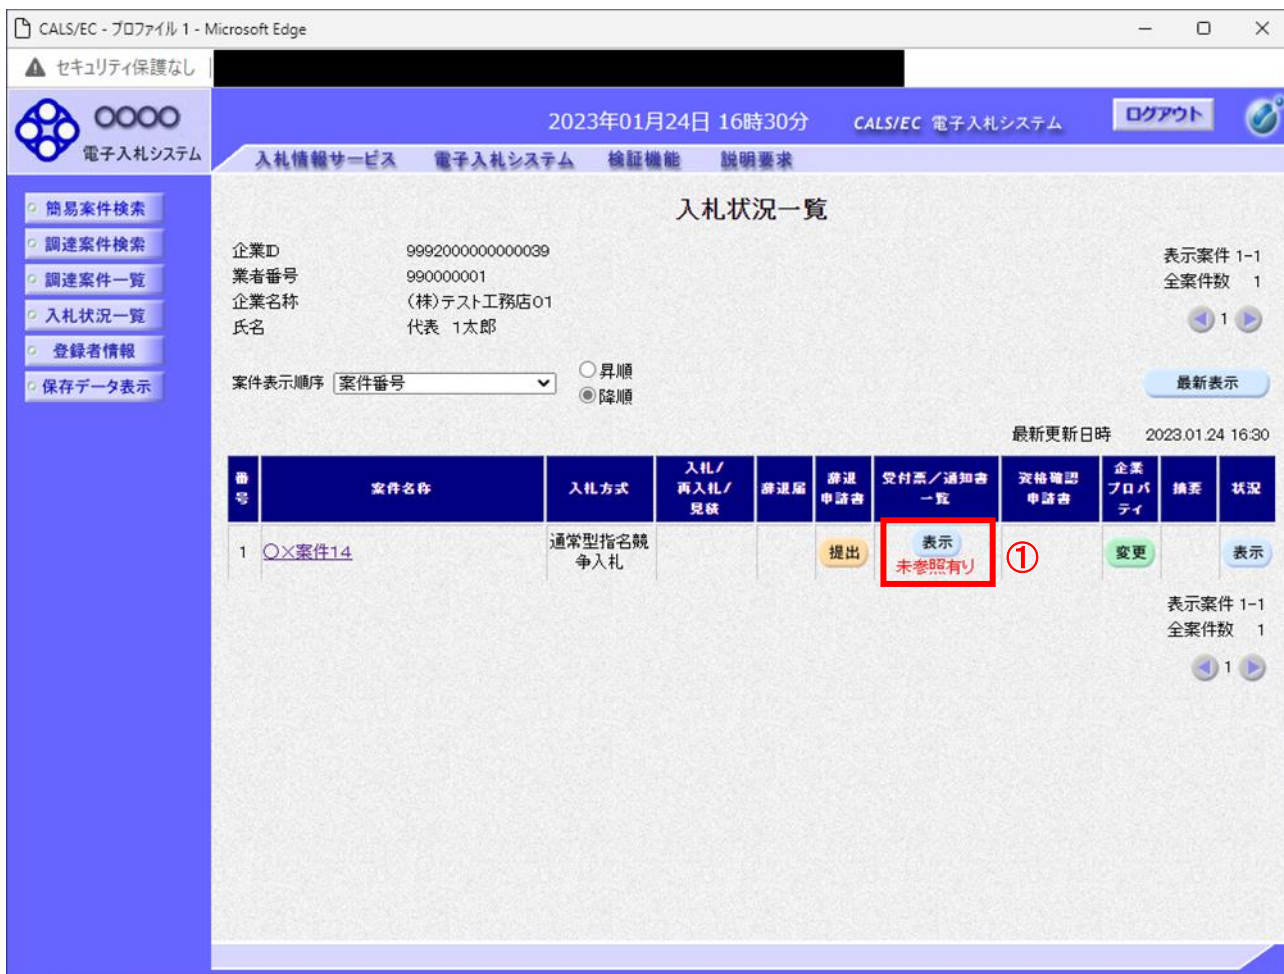 CALS/EC - プロファイル 1 - Microsoft Edge
セキュリティ保護なし
〇〇〇〇
電子入札システム
2023年01月24日 16時30分
CALS/EC 電子入札システム
ログアウト
入札情報サービス 電子入札システム 検証機能 説明要求
簡易案件検索
調達案件検索
調達案件一覧
入札状況一覧
登録者情報
保存データ表示
入札状況一覧
企業ID 9992000000000039
業者番号 990000001
企業名称 (株)テスト工務店01
氏名 代表 1太郎
表示案件 1-1
全案件数 1
1
案件表示順序 案件番号
昇順
降順
最新表示
最新更新日時 2023.01.24 16:30
番号 案件名称 入札方式 入札/再入札/見積 辞退届 辞退申請書 受付票/通知書一覧 資格確認申請書 企業プロパティ 摘要 状況
1 〇×案件14 通常型指名競争入札 提出 表示 未参照有り ① 変更 表示
表示案件 1-1
全案件数 1
1